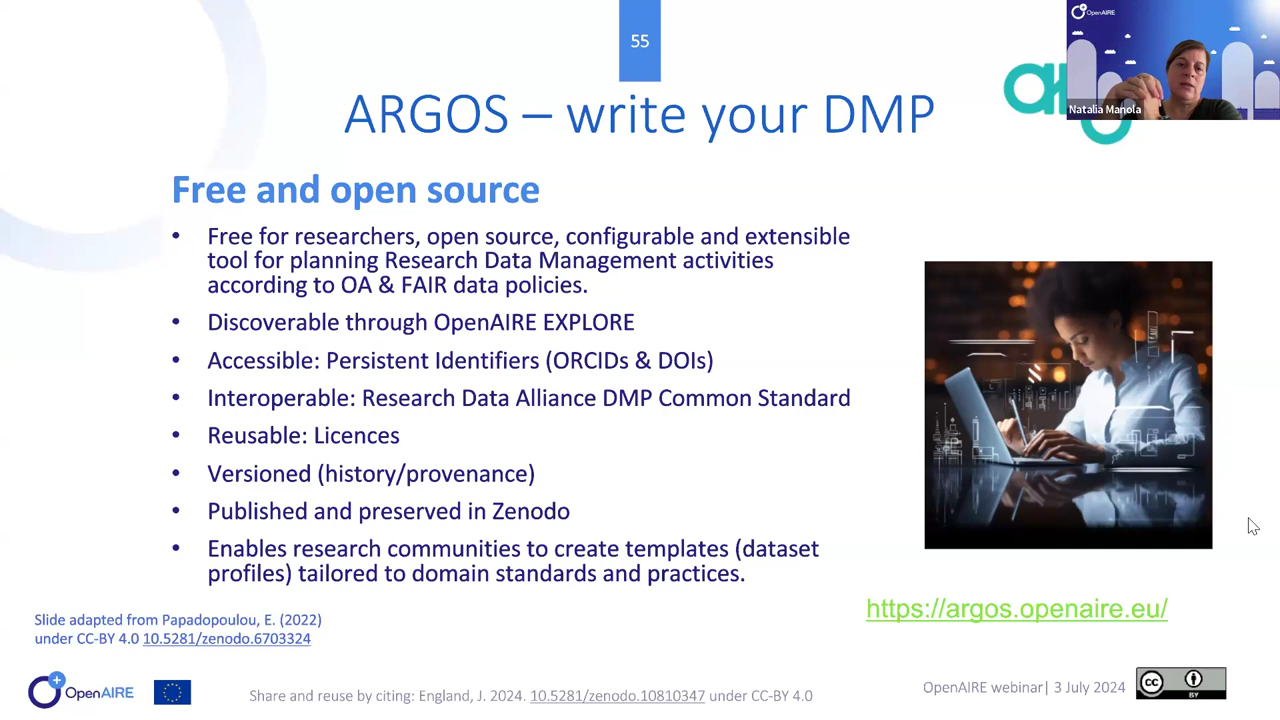 55
OpenAIRE
Natalia Manola
ARGOS – write your DMP
Free and open source
• Free for researchers, open source, configurable and extensible
tool for planning Research Data Management activities
according to OA & FAIR data policies.
• Discoverable through OpenAIRE EXPLORE
• Accessible: Persistent Identifiers (ORCIDs & DOIs)
• Interoperable: Research Data Alliance DMP Common Standard
• Reusable: Licences
• Versioned (history/provenance)
• Published and preserved in Zenodo
• Enables research communities to create templates (dataset
profiles) tailored to domain standards and practices.
https://argos.openaire.eu/
Slide adapted from Papadopoulou, E. (2022)
under CC-BY 4.0 10.5281/zenodo.6703324
OpenAIRE
Share and reuse by citing: England, J. 2024. 10.5281/zenodo.10810347 under CC-BY 4.0
OpenAIRE webinar| 3 July 2024
cc
BY